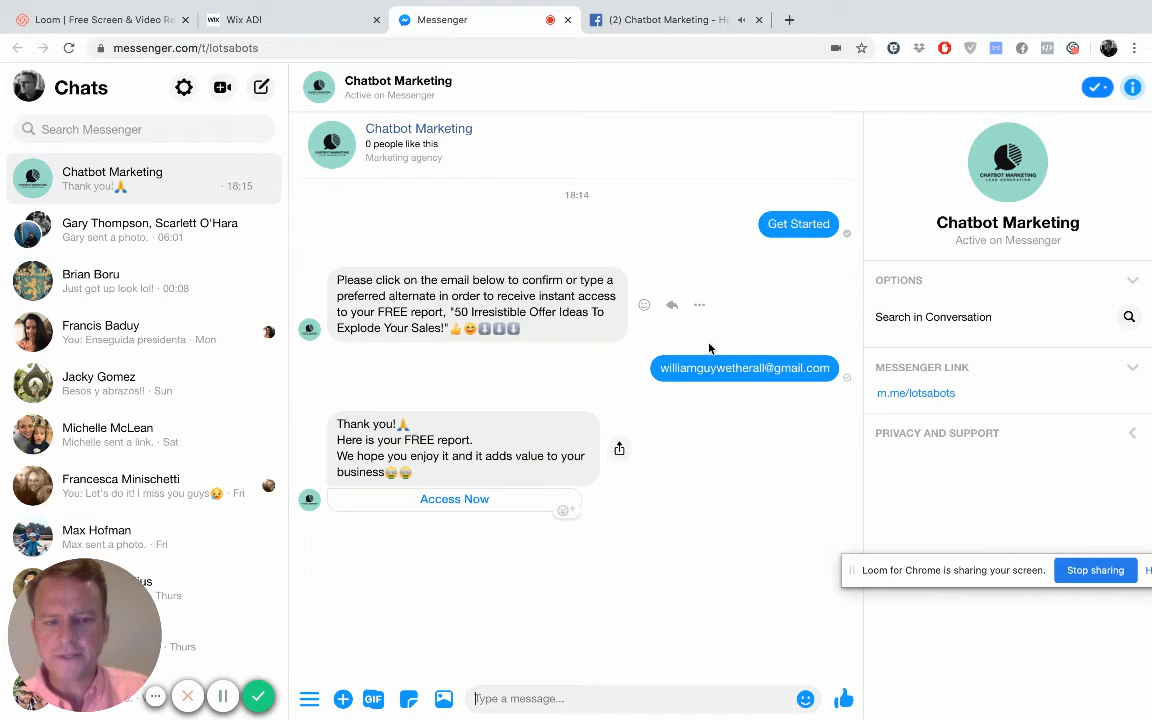 Loom | Free Screen & Video Re
WiX Wix ADI
Messenger
(2) Chatbot Marketing - Ho
messenger.com/t/lotsabots
Chats
Search Messenger
Chatbot Marketing
Thank you!🙏 · 18:15
Gary Thompson, Scarlett O'Hara
Gary sent a photo. · 06:01
Brian Boru
Just got up look lol! · 00:08
Francis Baduy
You: Enseguida presidenta · Mon
Jacky Gomez
Besos y abrazos!! · Sun
Michelle McLean
Michelle sent a link. · Sat
Francesca Minischetti
You: Let's do it! I miss you guys😥 · Fri
Max Hofman
Max sent a photo. · Fri
us
· Thurs
· Thurs
Chatbot Marketing
Active on Messenger
Chatbot Marketing
0 people like this
Marketing agency
18:14
Get Started
Please click on the email below to confirm or type a
preferred alternate in order to receive instant access
to your FREE report, "50 Irresistible Offer Ideas To
Explode Your Sales!"👍😊⬇️⬇️⬇️
williamguywetherall@gmail.com
Thank you!🙏
Here is your FREE report.
We hope you enjoy it and it adds value to your
business🤑🤑
Access Now
GIF
Type a message...
CHATBOT MARKETING
LEAD GENERATION
Chatbot Marketing
Active on Messenger
OPTIONS
Search in Conversation
MESSENGER LINK
m.me/lotsabots
PRIVACY AND SUPPORT
Loom for Chrome is sharing your screen.
Stop sharing
H